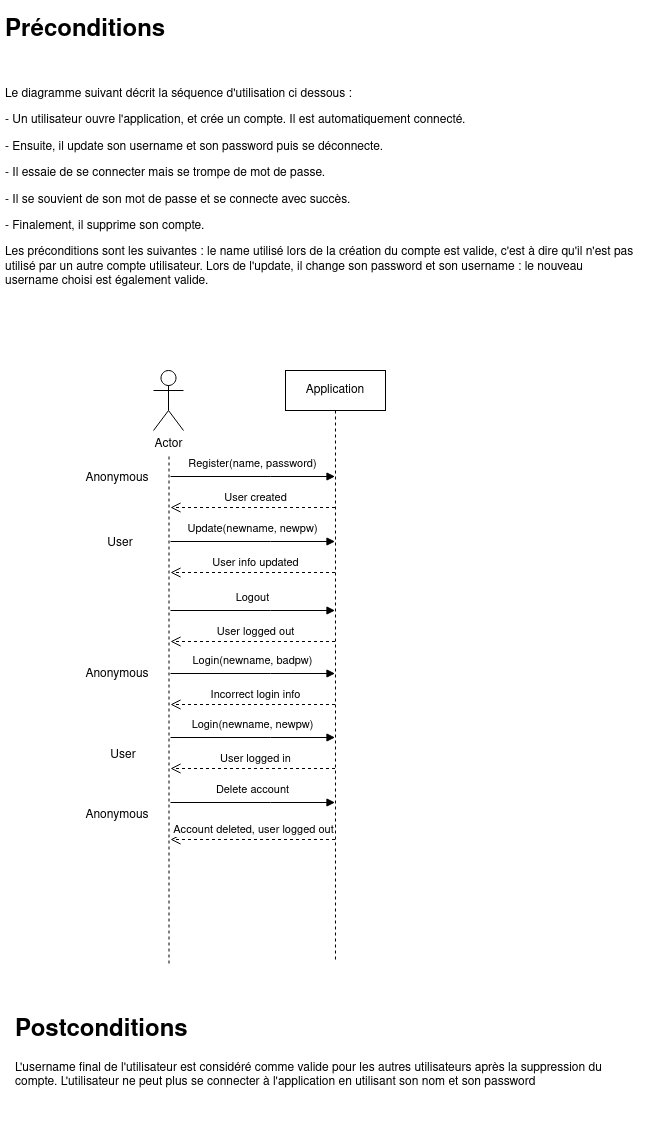 Préconditions
Le diagramme suivant décrit la séquence d'utilisation ci dessous :
- Un utilisateur ouvre l'application, et crée un compte. Il est automatiquement connecté.
- Ensuite, il update son username et son password puis se déconnecte.
- Il essaie de se connecter mais se trompe de mot de passe.
- Il se souvient de son mot de passe et se connecte avec succès.
- Finalement, il supprime son compte.
Les préconditions sont les suivantes : le name utilisé lors de la création du compte est valide, c'est à dire qu'il n'est pas
utilisé par un autre compte utilisateur. Lors de l'update, il change son password et son username : le nouveau
username choisi est également valide.
Application
Actor
Register(name, password)
Anonymous
User created
Update(newname, newpw)
User
User info updated
Logout
User logged out
Login(newname, badpw)
Anonymous
Incorrect login info
Login(newname, newpw)
User
User logged in
Delete account
Anonymous
Account deleted, user logged out
Postconditions
L'username final de l'utilisateur est considéré comme valide pour les autres utilisateurs après la suppression du
compte. L'utilisateur ne peut plus se connecter à l'application en utilisant son nom et son password